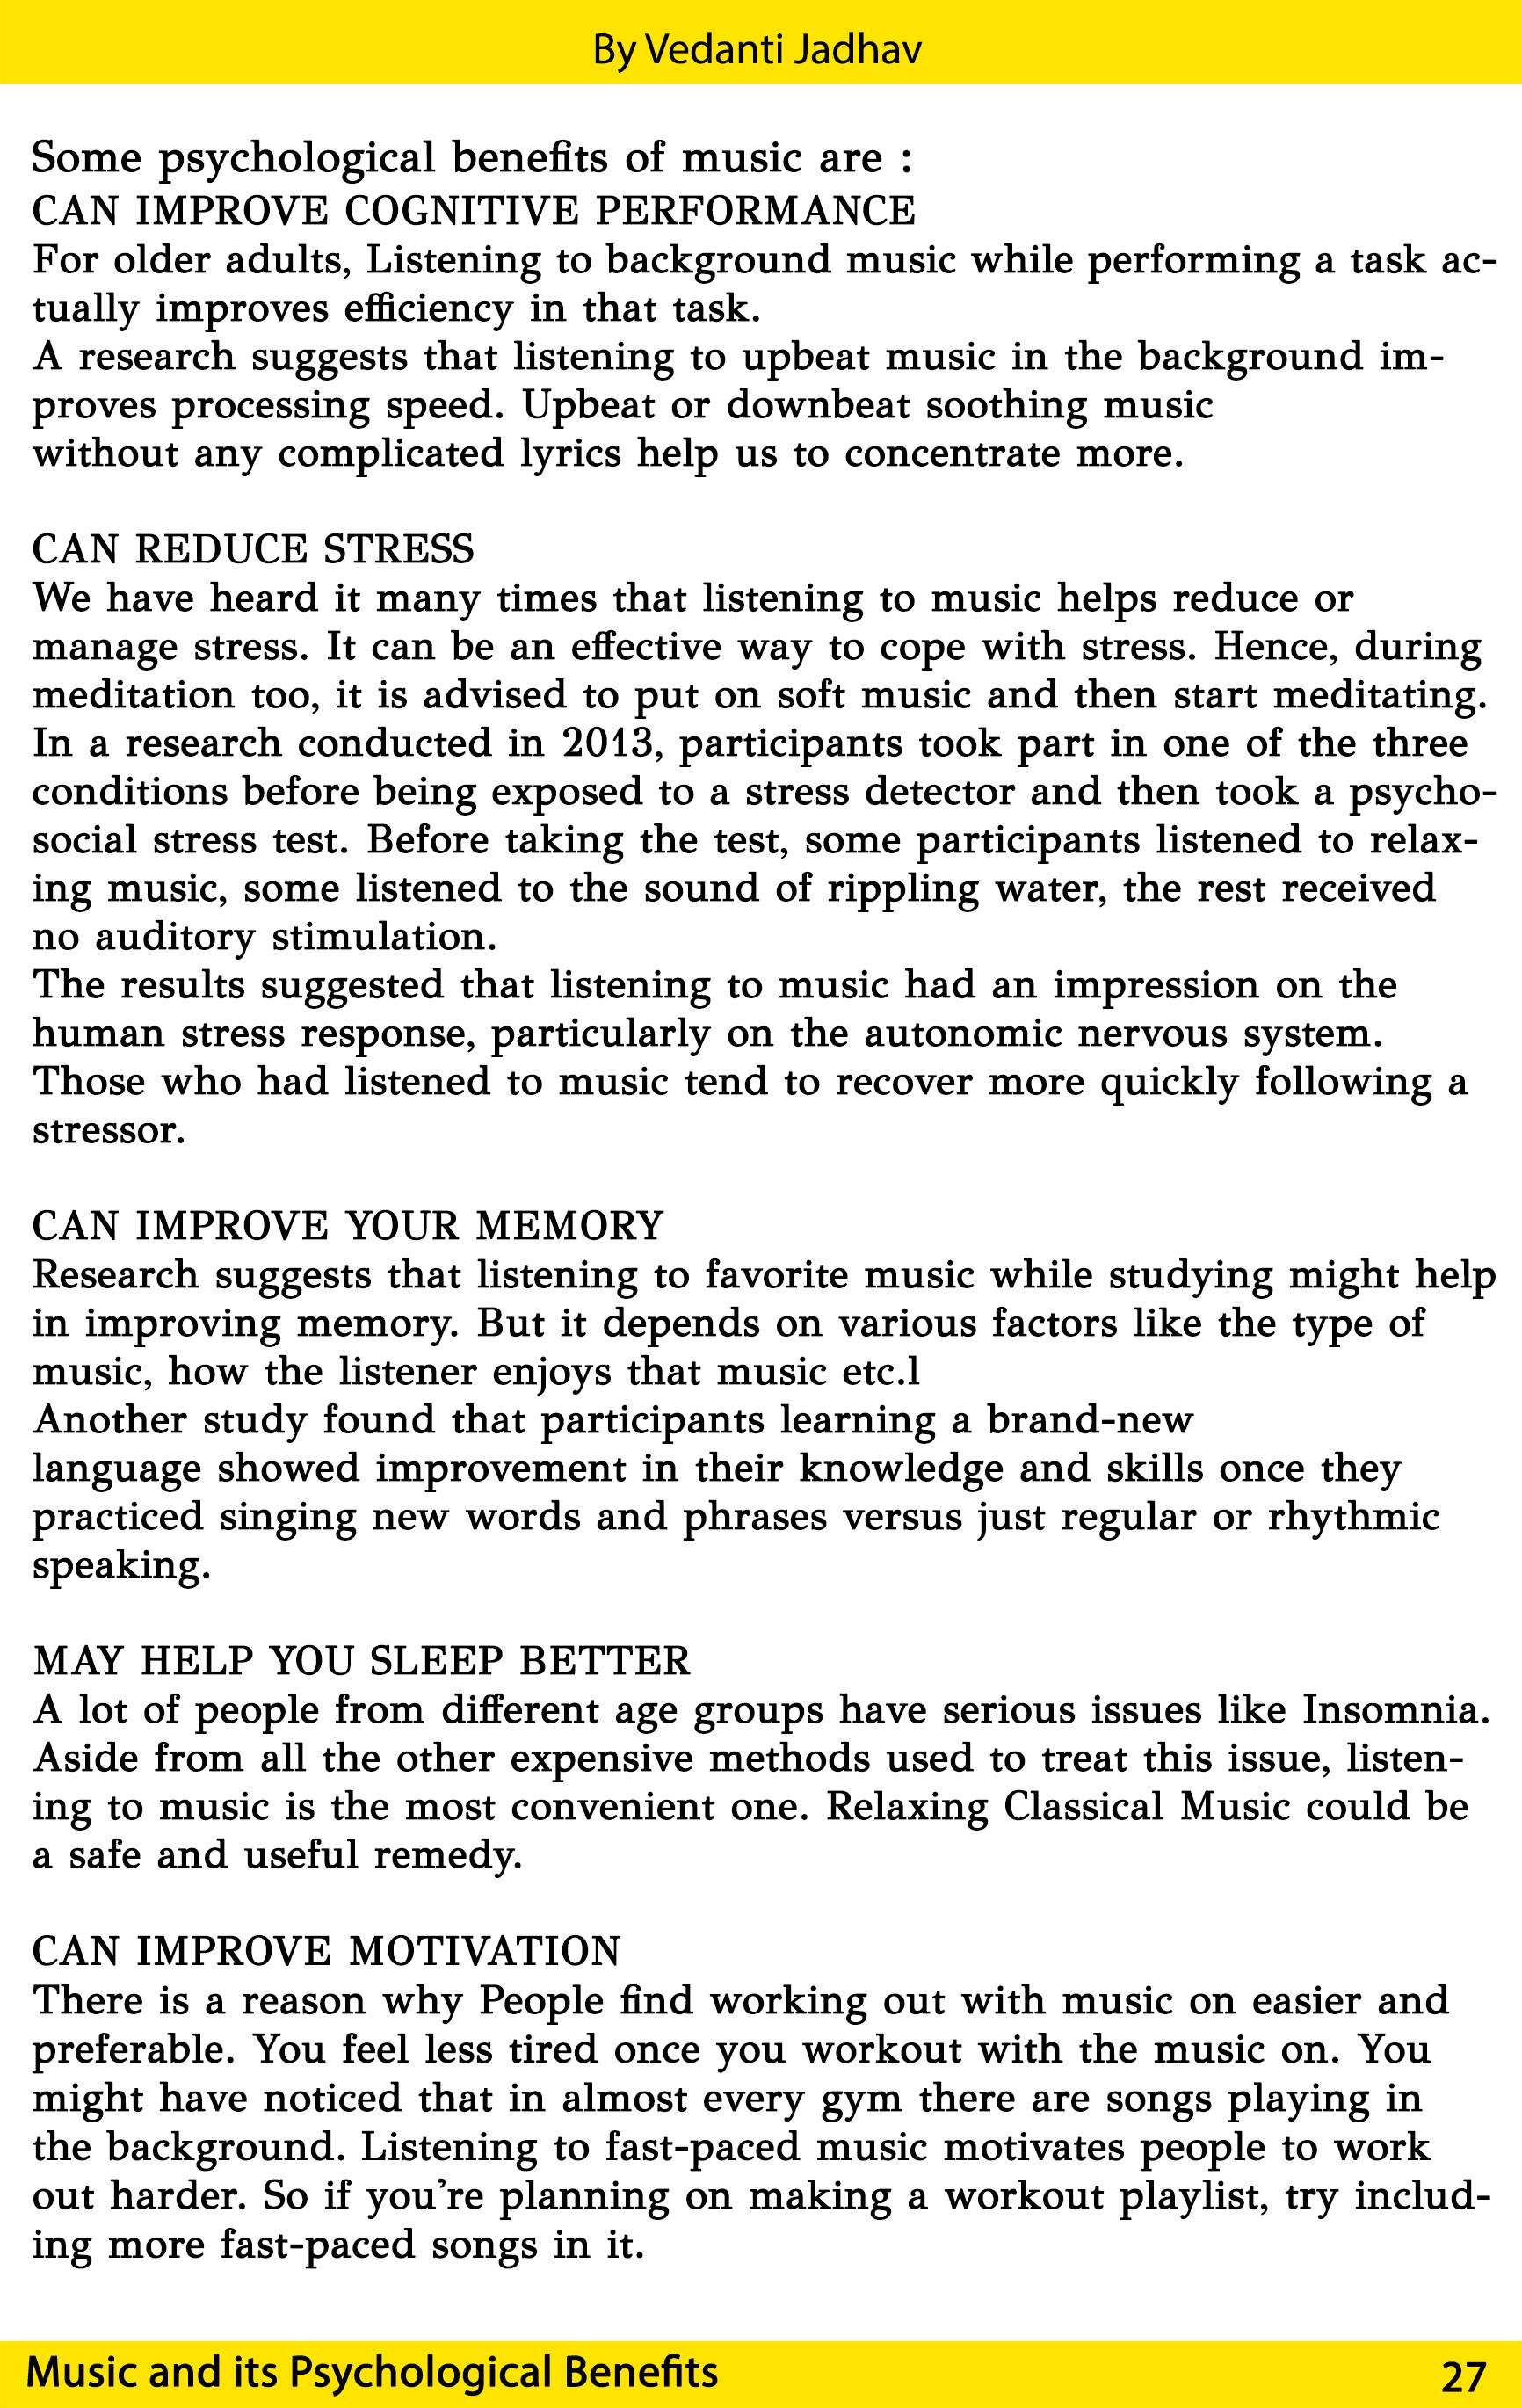 By Vedanti Jadhav
Some psychological benefits of music are :
CAN IMPROVE COGNITIVE PERFORMANCE
For older adults, Listening to background music while performing a task ac-
tually improves efficiency in that task.
A research suggests that listening to upbeat music in the background im-
proves processing speed. Upbeat or downbeat soothing music
without any complicated lyrics help us to concentrate more.
CAN REDUCE STRESS
We have heard it many times that listening to music helps reduce or
manage stress. It can be an effective way to cope with stress. Hence, during
meditation too, it is advised to put on soft music and then start meditating.
In a research conducted in 2013, participants took part in one of the three
conditions before being exposed to a stress detector and then took a psycho-
social stress test. Before taking the test, some participants listened to relax-
ing music, some listened to the sound of rippling water, the rest received
no auditory stimulation.
The results suggested that listening to music had an impression on the
human stress response, particularly on the autonomic nervous system.
Those who had listened to music tend to recover more quickly following a
stressor.
CAN IMPROVE YOUR MEMORY
Research suggests that listening to favorite music while studying might help
in improving memory. But it depends on various factors like the type of
music, how the listener enjoys that music etc.l
Another study found that participants learning a brand-new
language showed improvement in their knowledge and skills once they
practiced singing new words and phrases versus just regular or rhythmic
speaking.
MAY HELP YOU SLEEP BETTER
A lot of people from different age groups have serious issues like Insomnia.
Aside from all the other expensive methods used to treat this issue, listen-
ing to music is the most convenient one. Relaxing Classical Music could be
a safe and useful remedy.
CAN IMPROVE MOTIVATION
There is a reason why People find working out with music on easier and
preferable. You feel less tired once you workout with the music on. You
might have noticed that in almost every gym there are songs playing in
the background. Listening to fast-paced music motivates people to work
out harder. So if you’re planning on making a workout playlist, try includ-
ing more fast-paced songs in it.
Music and its Psychological Benefits
27